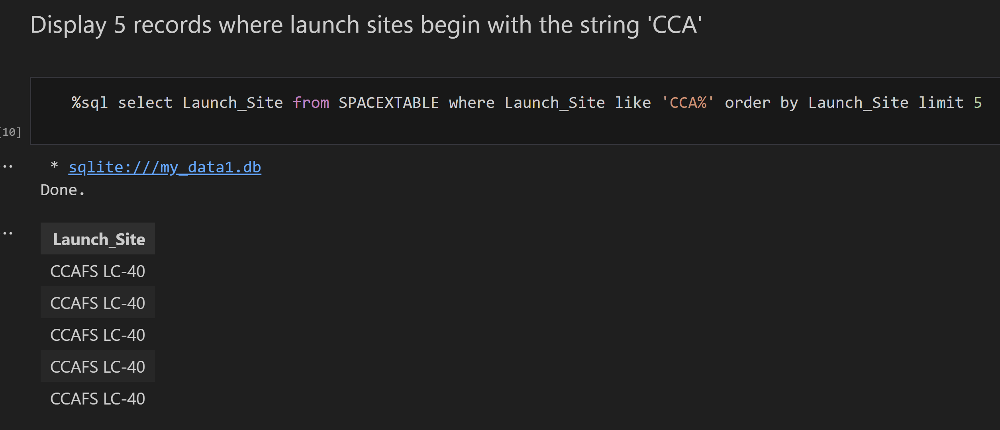 Display 5 records where launch sites begin with the string 'CCA'
%sql select Launch_Site from SPACEXTABLE where Launch_Site like 'CCA%' order by Launch_Site limit 5
[10]
... * sqlite:///my_data1.db
Done.
... Launch_Site
CCAFS LC-40
CCAFS LC-40
CCAFS LC-40
CCAFS LC-40
CCAFS LC-40